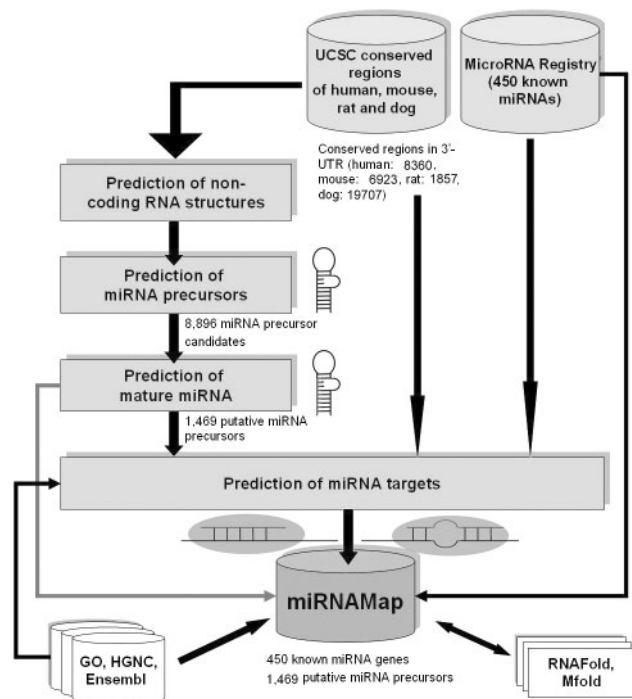 UCSC conserved
regions
of human, mouse,
rat and dog
MicroRNA Registry
(450 known
miRNAs)
Conserved regions in 3'-
UTR (human: 8360,
mouse: 6923, rat: 1857,
dog: 19707)
Prediction of non-
coding RNA structures
Prediction of
miRNA precursors
8,896 miRNA precursor
candidates
Prediction of
mature miRNA
1,469 putative miRNA
precursors
Prediction of miRNA targets
miRNAMap
GO, HGNC,
Ensembl
450 known miRNA genes
1,469 putative miRNA precursors
RNAFold,
Mfold